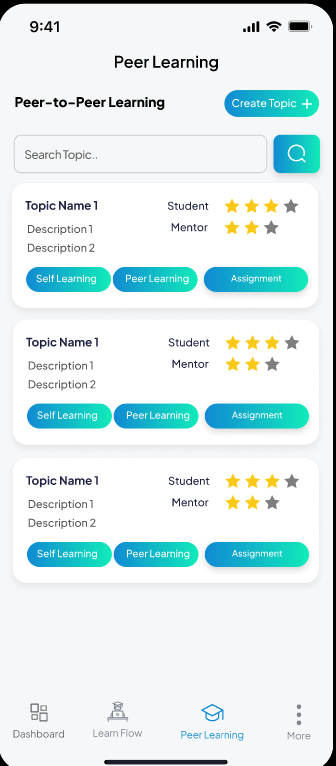 9:41
Peer Learning
Peer-to-Peer Learning
Create Topic +
Search Topic..
Topic Name 1
Student
Description 1
Mentor
Description 2
Self Learning
Peer Learning
Assignment
Topic Name 1
Student
Description 1
Mentor
Description 2
Self Learning
Peer Learning
Assignment
Topic Name 1
Student
Description 1
Mentor
Description 2
Self Learning
Peer Learning
Assignment
Dashboard
Learn Flow
Peer Learning
More